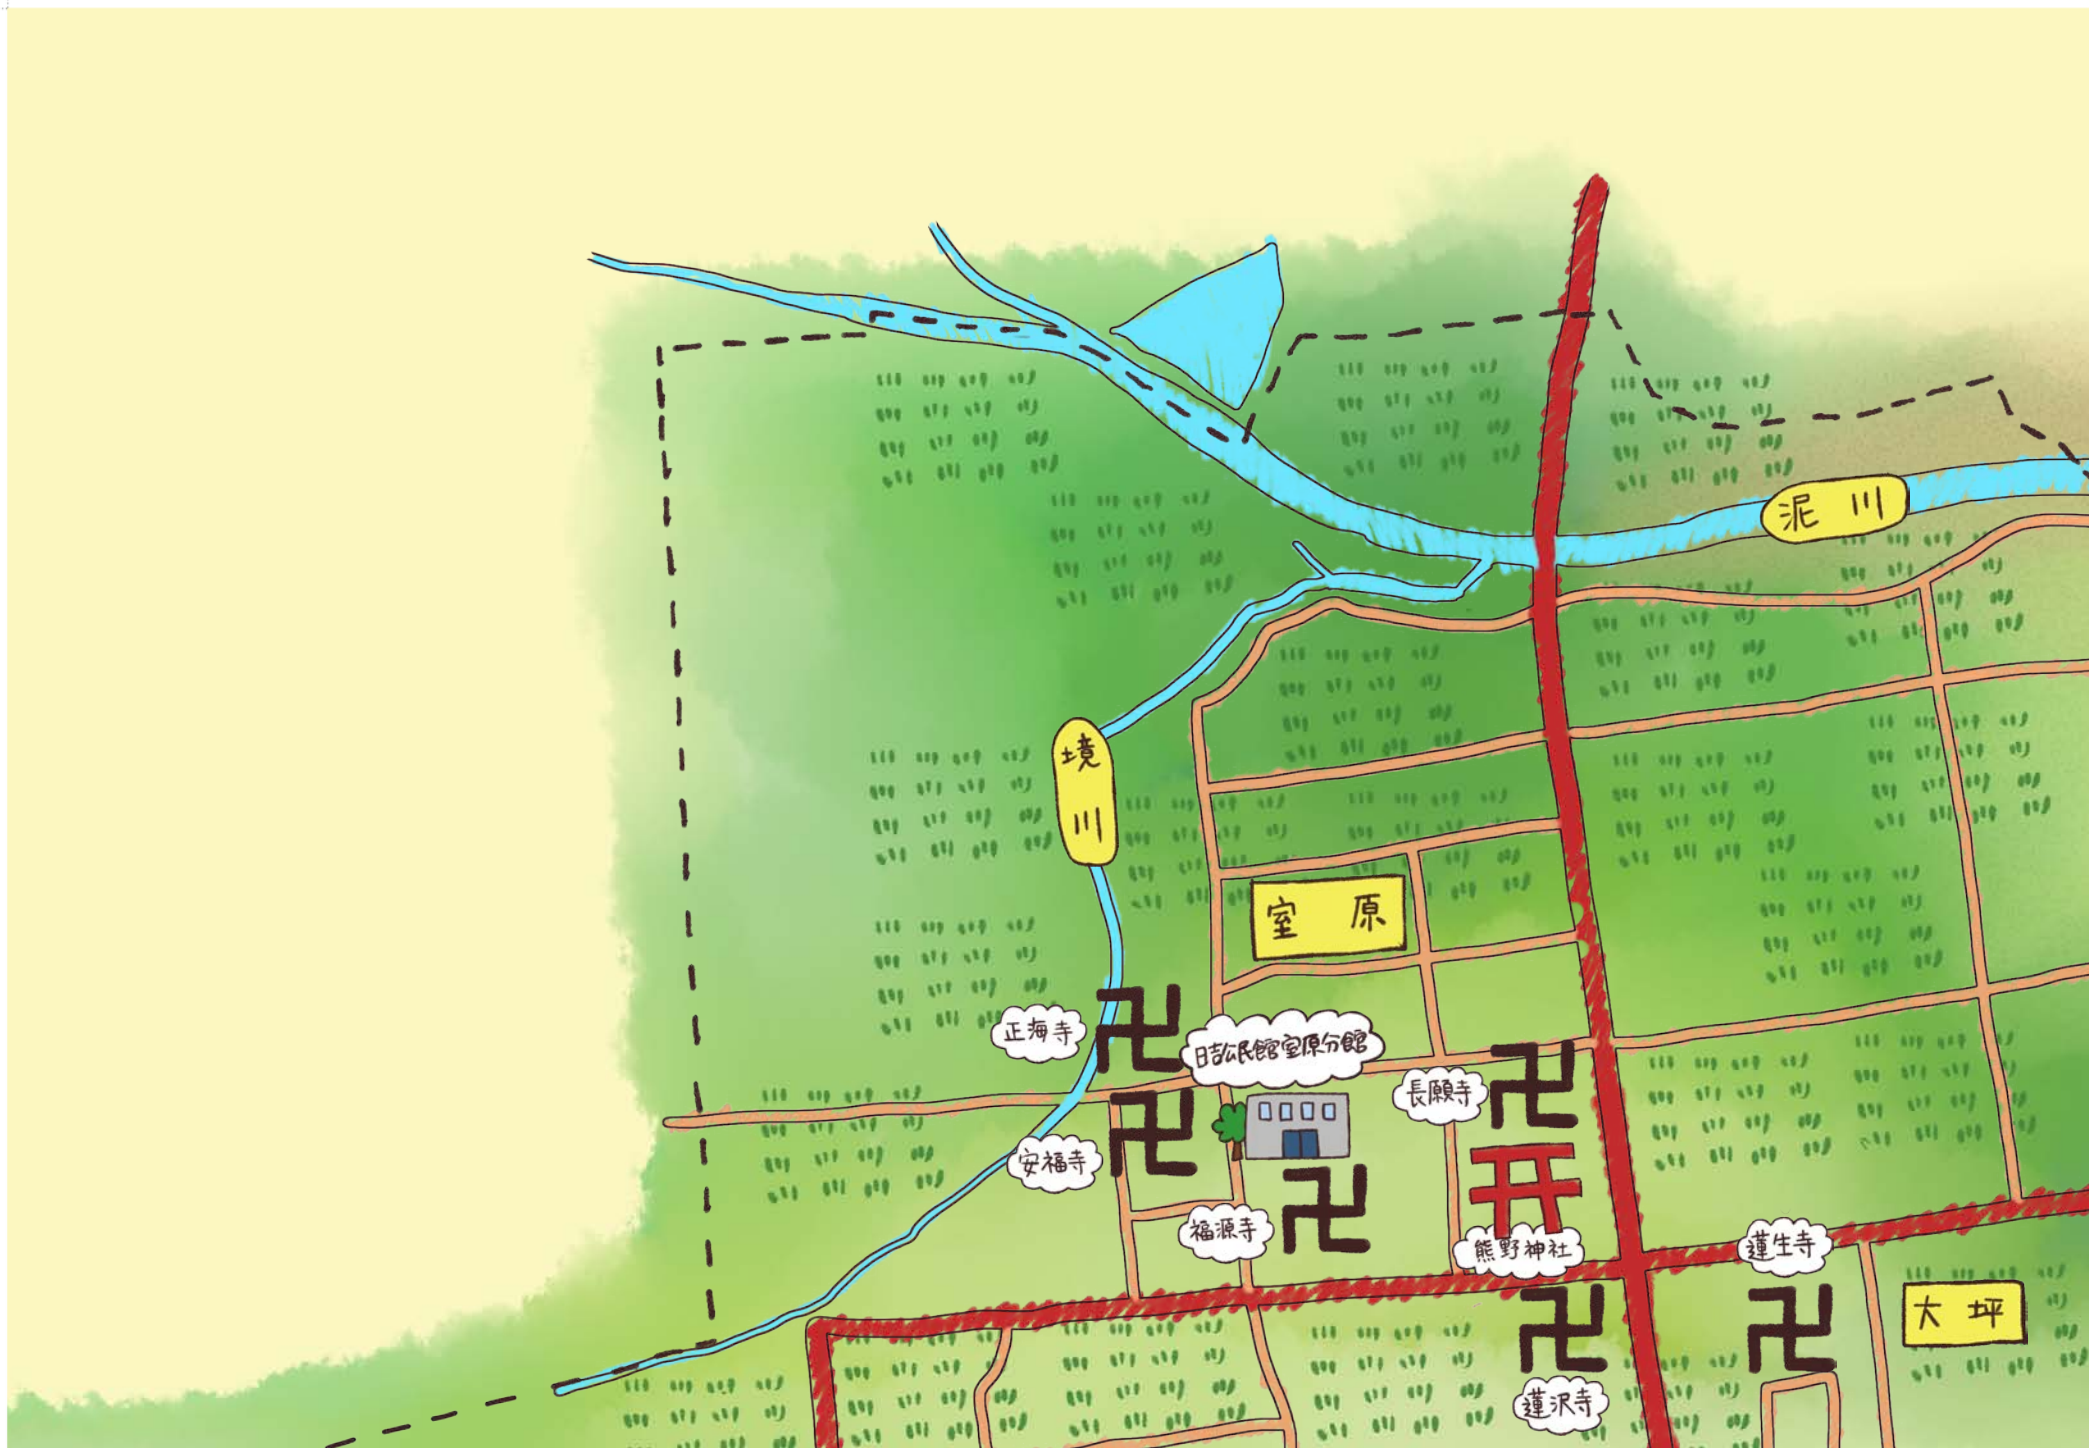 泥川
境川
室原
正海寺
日吉公民館室原分館
長願寺
安福寺
福源寺
熊野神社
蓮生寺
大坪
蓮沢寺